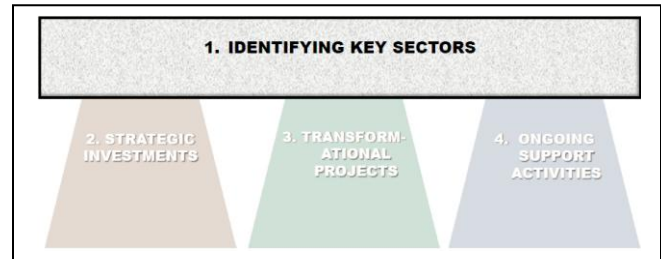 1. IDENTIFYING KEY SECTORS
2. STRATEGIC
INVESTMENTS
3. TRANSFORM-
ATIONAL
PROJECTS
4. ONGOING
SUPPORT
ACTIVITIES